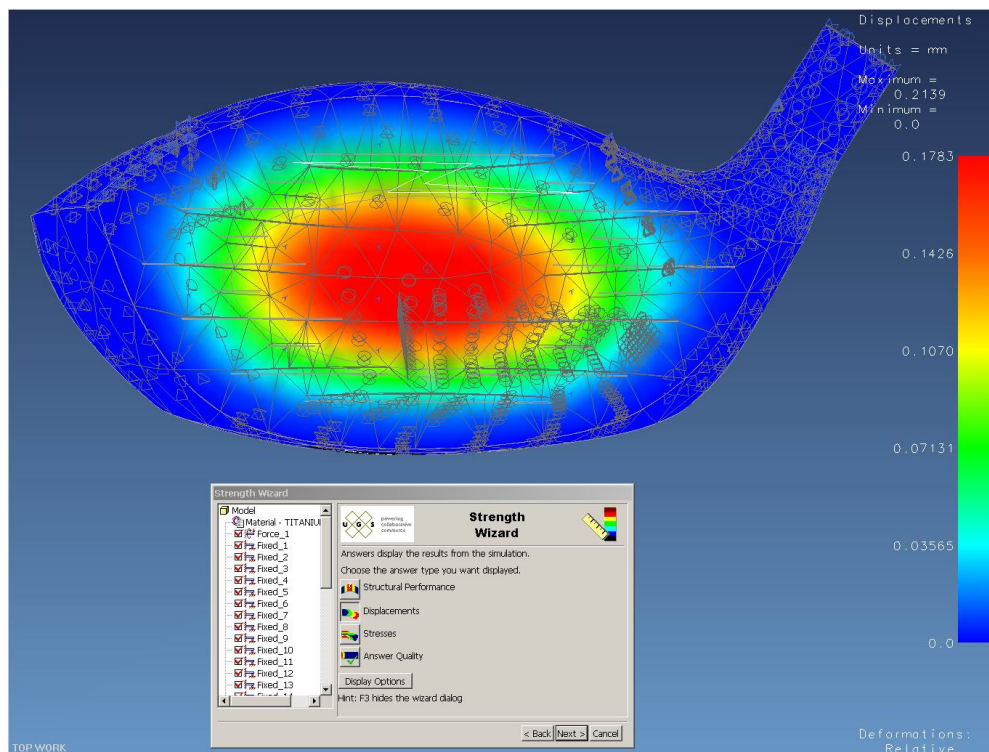 Displacements
Units = mm
Maximum =
0.2139
Minimum =
0.0
0.1783
0.1426
0.1070
0.07131
0.03565
0.0
Deformations:
Relative
TOP WORK
Strength Wizard
Model
Material - TITANIU
Force_1
Fixed_1
Fixed_2
Fixed_3
Fixed_4
Fixed_5
Fixed_6
Fixed_7
Fixed_8
Fixed_9
Fixed_10
Fixed_11
Fixed_12
Fixed_13
UGS
powering
collaborative
commerce
Strength
Wizard
Answers display the results from the simulation.
Choose the answer type you want displayed.
Structural Performance
Displacements
Stresses
Answer Quality
Display Options
Hint: F3 hides the wizard dialog
< Back
Next >
Cancel